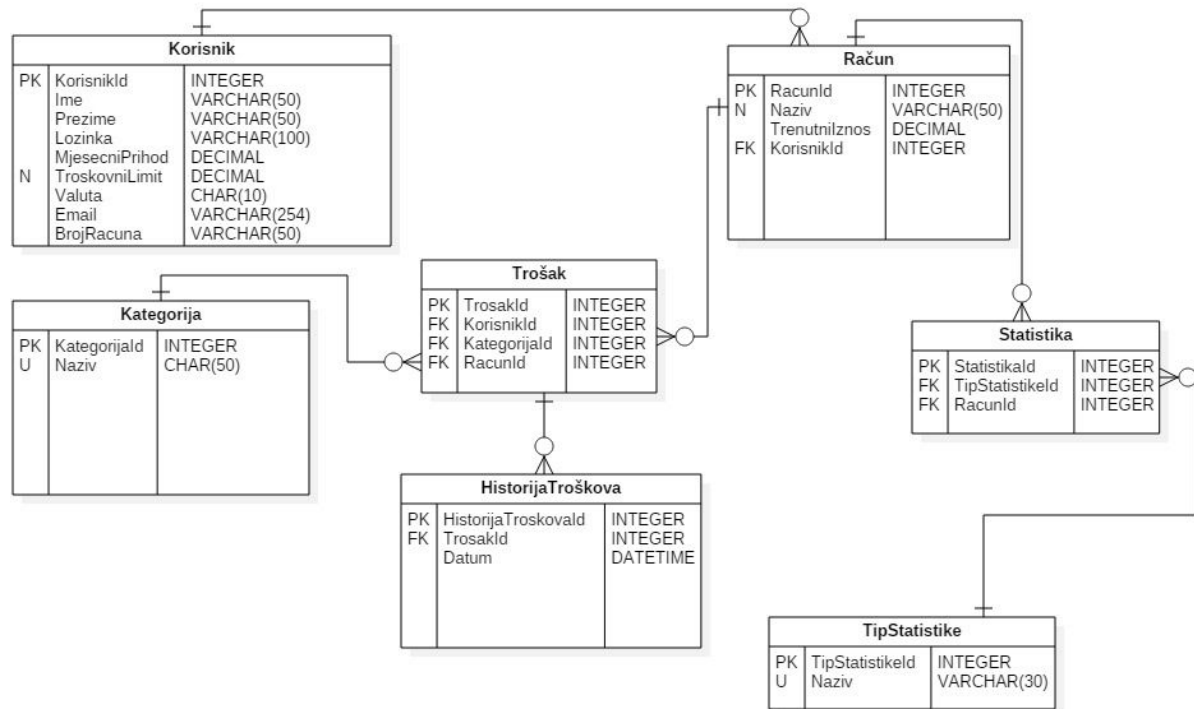 Korisnik
PK KorisnikId INTEGER
Ime VARCHAR(50)
Prezime VARCHAR(50)
Lozinka VARCHAR(100)
MjesecniPrihod DECIMAL
N TroskovniLimit DECIMAL
Valuta CHAR(10)
Email VARCHAR(254)
BrojRacuna VARCHAR(50)
Račun
PK RacunId INTEGER
N Naziv VARCHAR(50)
TrenutniIznos DECIMAL
FK KorisnikId INTEGER
Trošak
PK TrosakId INTEGER
FK KorisnikId INTEGER
FK KategorijaId INTEGER
FK RacunId INTEGER
Kategorija
PK KategorijaId INTEGER
U Naziv CHAR(50)
Statistika
PK StatistikaId INTEGER
FK TipStatistikeId INTEGER
FK RacunId INTEGER
HistorijaTroškova
PK HistorijaTroskovaId INTEGER
FK TrosakId INTEGER
Datum DATETIME
TipStatistike
PK TipStatistikeId INTEGER
U Naziv VARCHAR(30)